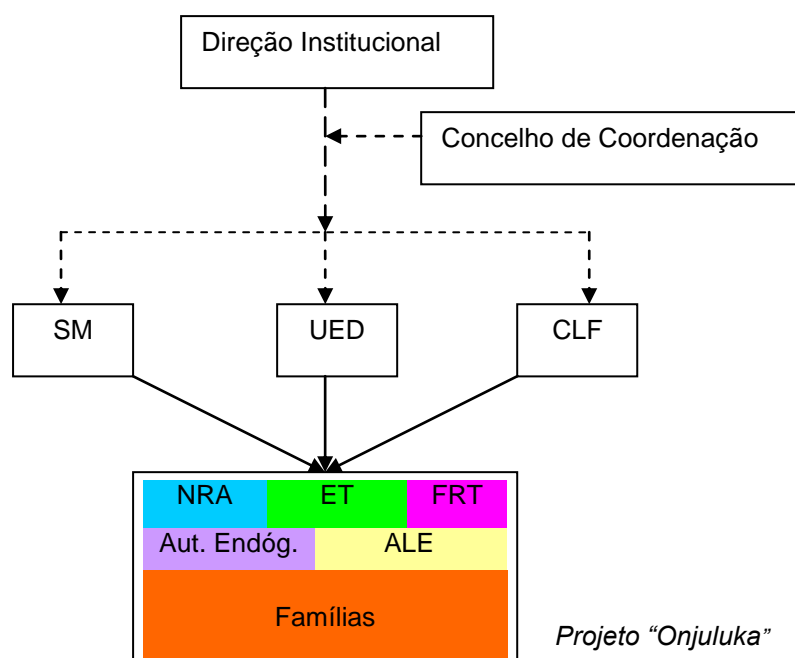 Direção Institucional
Concelho de Coordenação
SM
UED
CLF
NRA
ET
FRT
Aut. Endóg.
ALE
Famílias
Projeto “Onjuluka”